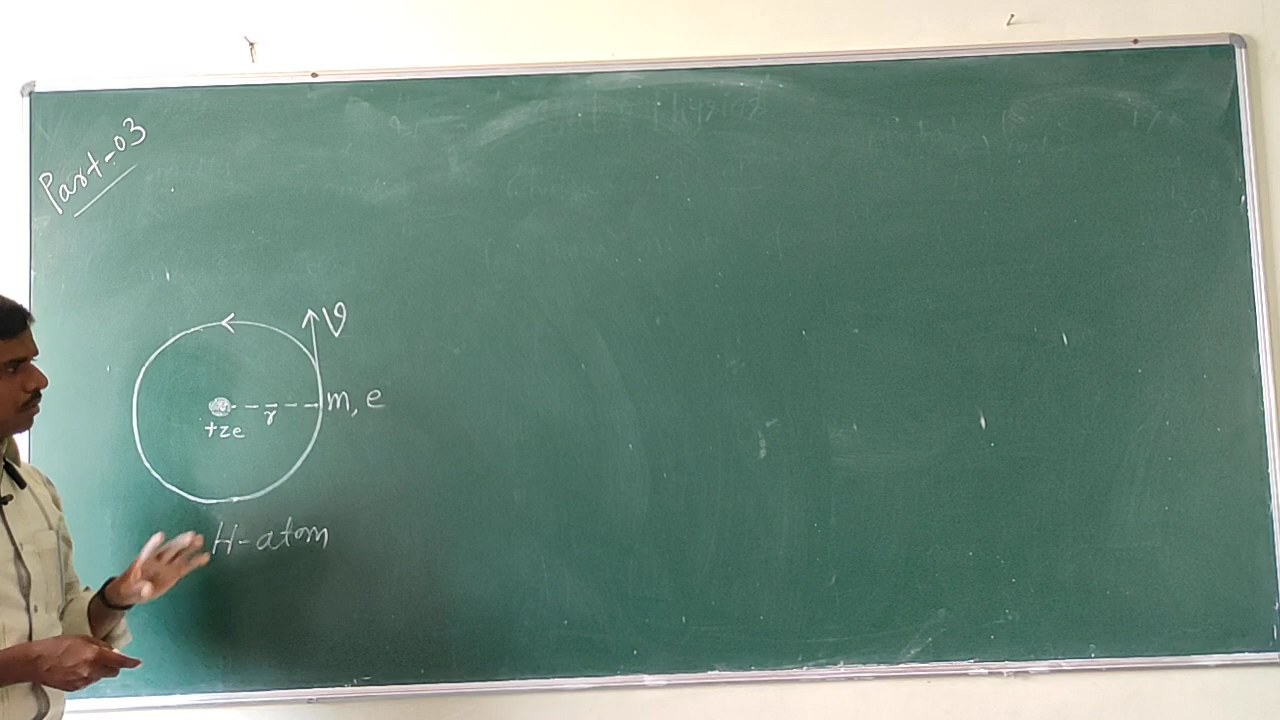 Part-03
V
m, e
r
+ze
H-atom